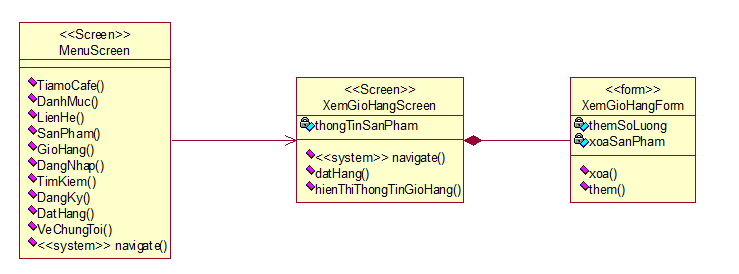 <<Screen>>
MenuScreen
TiamoCafe()
DanhMuc()
LienHe()
SanPham()
GioHang()
DangNhap()
TimKiem()
DangKy()
DatHang()
VeChungToi()
<<system>> navigate()
<<Screen>>
XemGioHangScreen
thongTinSanPham
<<system>> navigate()
datHang()
hienThiThongTinGioHang()
<<form>>
XemGioHangForm
themSoLuong
xoaSanPham
xoa()
them()